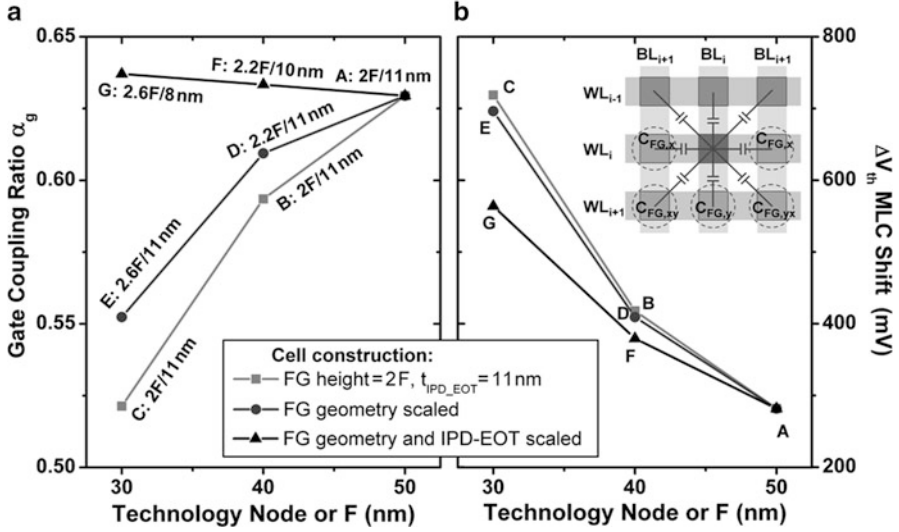 a
0.65
0.60
0.55
0.50
Gate Coupling Ratio αg
F: 2.2F/10nm
A: 2F/11nm
G: 2.6F/8nm
D: 2.2F/11nm
B: 2F/11nm
E: 2.6F/11nm
C: 2F/11nm
30 40 50
Technology Node or F (nm)
Cell construction:
FG height=2F, tIPD_EOT=11nm
FG geometry scaled
FG geometry and IPD-EOT scaled
b
BLi+1 BLi BLi+1
WLi-1
WLi
WLi+1
CFG,x CFG,x
CFG,xy CFG,y CFG,yx
C
E
G
B
D
F
A
800
600
400
200
ΔVth MLC Shift (mV)
30 40 50
Technology Node or F (nm)